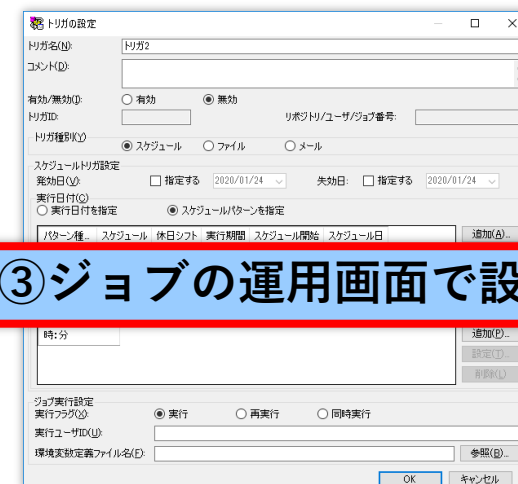 トリガの設定
トリガ名(N): トリガ2
コメント(D):
有効/無効(I): 有効 無効
トリガID: リポジトリ/ユーザ/ジョブ番号:
トリガ種別(Y)
スケジュール ファイル メール
スケジュールトリガ設定
発効日(V): 指定する 2020/01/24 失効日: 指定する 2020/01/24
実行日付(C)
実行日付を指定 スケジュールパターンを指定
パターン種... スケジュール 休日シフト 実行期間 スケジュール開始 スケジュール日 追加(A)...
③ジョブの運用画面で設
時:分 追加(P)...
設定(T)...
削除(L)
ジョブ実行設定
実行フラグ(X): 実行 再実行 同時実行
実行ユーザID(U):
環境変数定義ファイル名(F): 参照(B)...
OK キャンセル